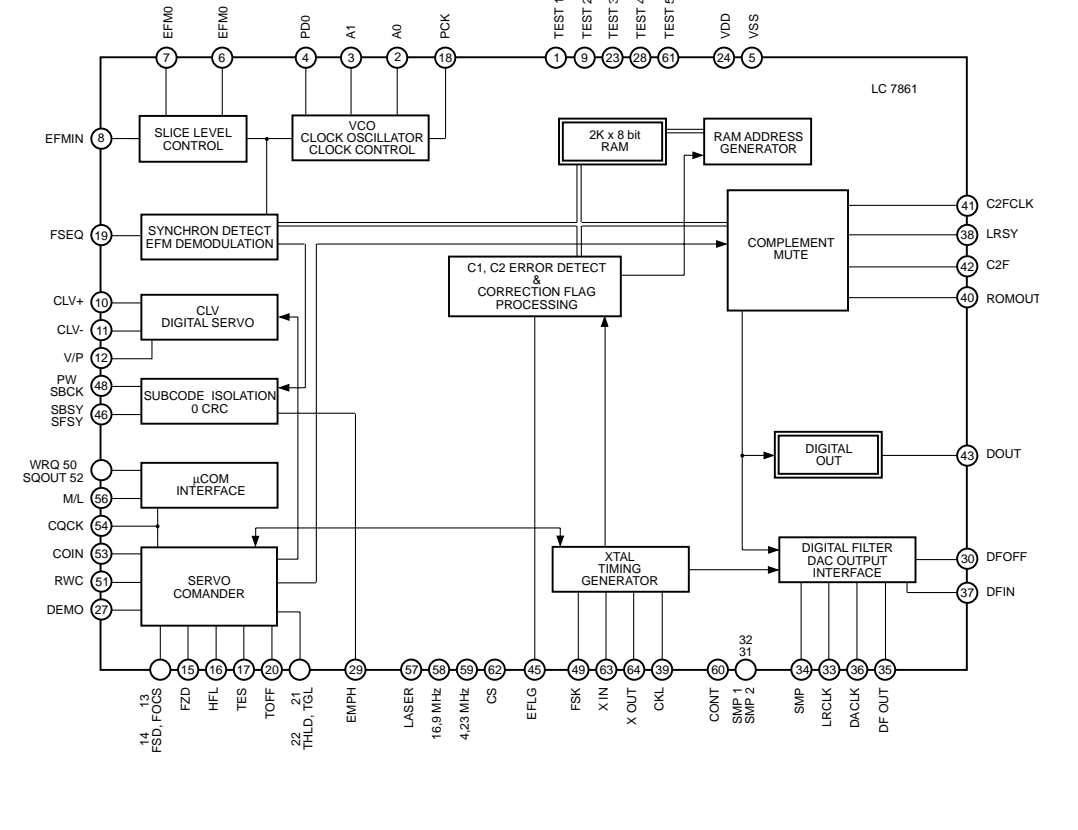 EFM0
EFM0
PD0
A1
A0
PCK
TEST 1
TEST 2
TEST 3
TEST 4
TEST 5
VDD
VSS
7
6
4
3
2
18
1
9
23
28
61
24
5
LC 7861
EFMIN
8
SLICE LEVEL
CONTROL
VCO
CLOCK OSCILLATOR
CLOCK CONTROL
2K x 8 bit
RAM
RAM ADDRESS
GENERATOR
FSEQ
19
SYNCHRON DETECT
EFM DEMODULATION
COMPLEMENT
MUTE
41
C2FCLK
38
LRSY
42
C2F
40
ROMOUT
C1, C2 ERROR DETECT
&
CORRECTION FLAG
PROCESSING
CLV+
10
CLV-
11
V/P
12
CLV
DIGITAL SERVO
PW
SBCK
48
SBSY
SFSY
46
SUBCODE ISOLATION
0 CRC
WRQ 50
SQOUT 52
M/L
56
µCOM
INTERFACE
DIGITAL
OUT
43
DOUT
CQCK
54
COIN
53
RWC
51
DEMO
27
SERVO
COMANDER
XTAL
TIMING
GENERATOR
DIGITAL FILTER
DAC OUTPUT
INTERFACE
30
DFOFF
37
DFIN
15
16
17
20
29
57
58
59
62
45
49
63
64
39
60
32
31
34
33
36
35
14 13
FSD, FOCS
FZD
HFL
TES
TOFF
22 21
THLD, TGL
EMPH
LASER
16,9 MHz
4,23 MHz
CS
EFLG
FSK
X IN
X OUT
CKL
CONT
SMP 1
SMP 2
SMP
LRCLK
DACLK
DF OUT